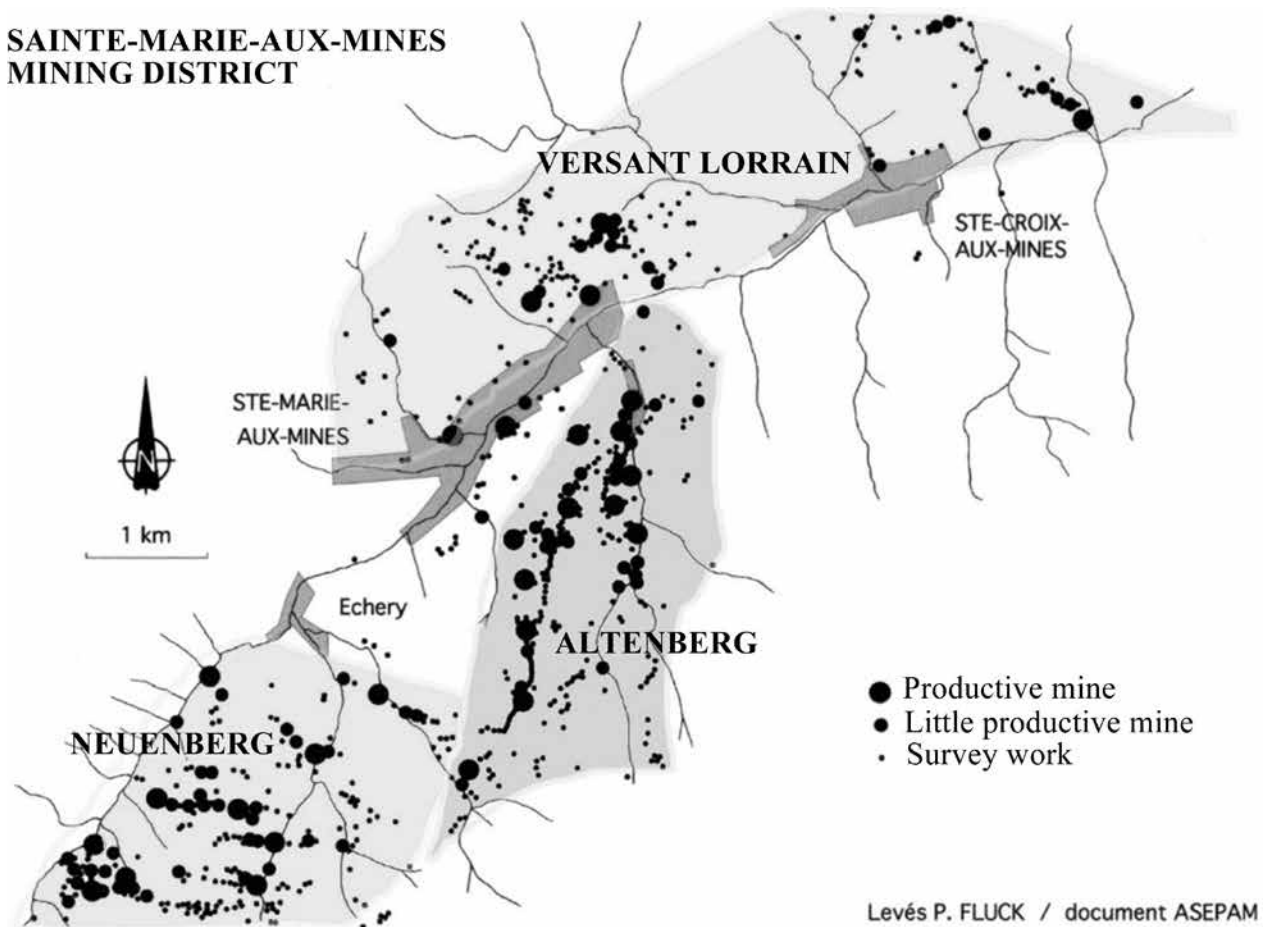 SAINTE-MARIE-AUX-MINES
MINING DISTRICT
VERSANT LORRAIN
STE-CROIX-
AUX-MINES
STE-MARIE-
AUX-MINES
N
1 km
Echery
ALTENBERG
NEUENBERG
Productive mine
Little productive mine
Survey work
Levés P. FLUCK / document ASEPAM